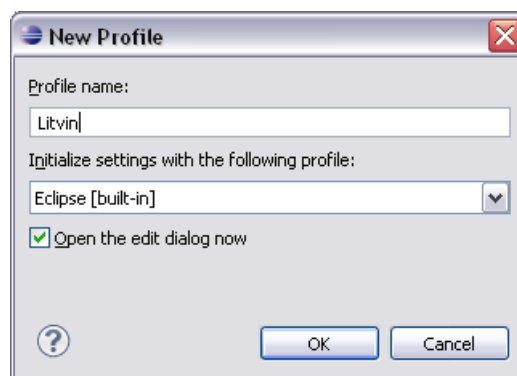 New Profile
Profile name:
Litvin
Initialize settings with the following profile:
Eclipse [built-in]
Open the edit dialog now
?
OK
Cancel